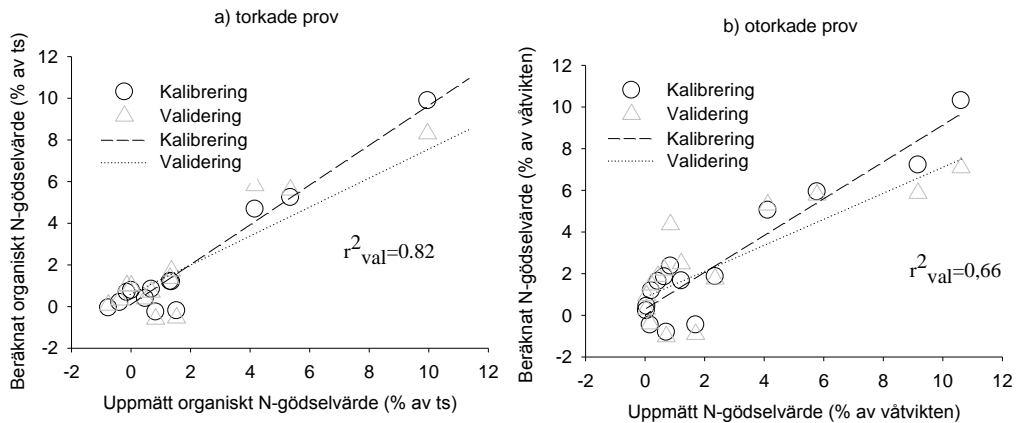 a) torkade prov
Beräknat organiskt N-gödselvärde (% av ts)
12
10
8
6
4
2
0
-2
Kalibrering
Validering
Kalibrering
Validering
r²val=0.82
-2 0 2 4 6 8 10 12
Uppmätt organiskt N-gödselvärde (% av ts)
b) otorkade prov
Beräknat N-gödselvärde (% av våtvikten)
12
10
8
6
4
2
0
-2
Kalibrering
Validering
Kalibrering
Validering
r²val=0,66
-2 0 2 4 6 8 10 12
Uppmätt N-gödselvärde (% av våtvikten)